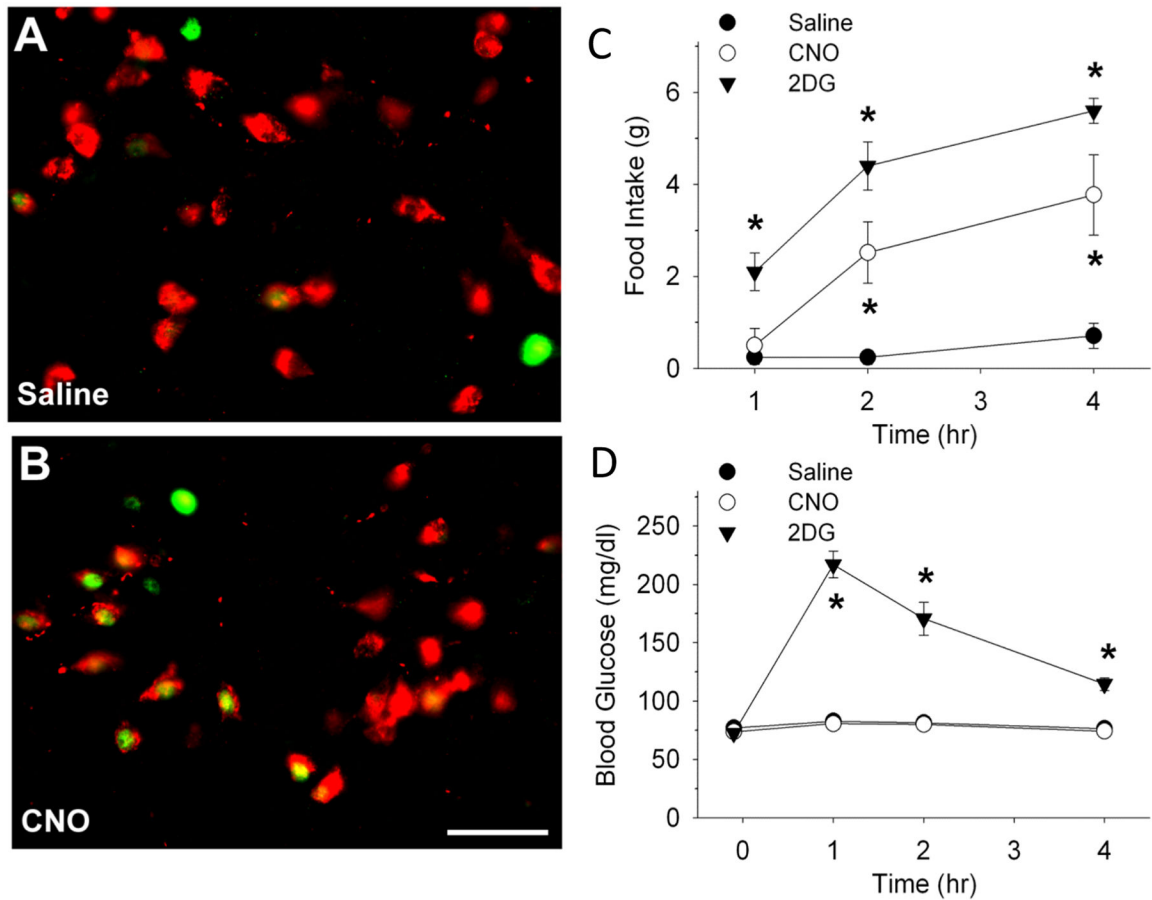 A
Saline
B
CNO
C
Saline
CNO
2DG
Food Intake (g)
6
4
2
0
* * *
* *
1 2 3 4
Time (hr)
D
Saline
CNO
2DG
Blood Glucose (mg/dl)
250
200
150
100
50
0
* * *
0 1 2 3 4
Time (hr)